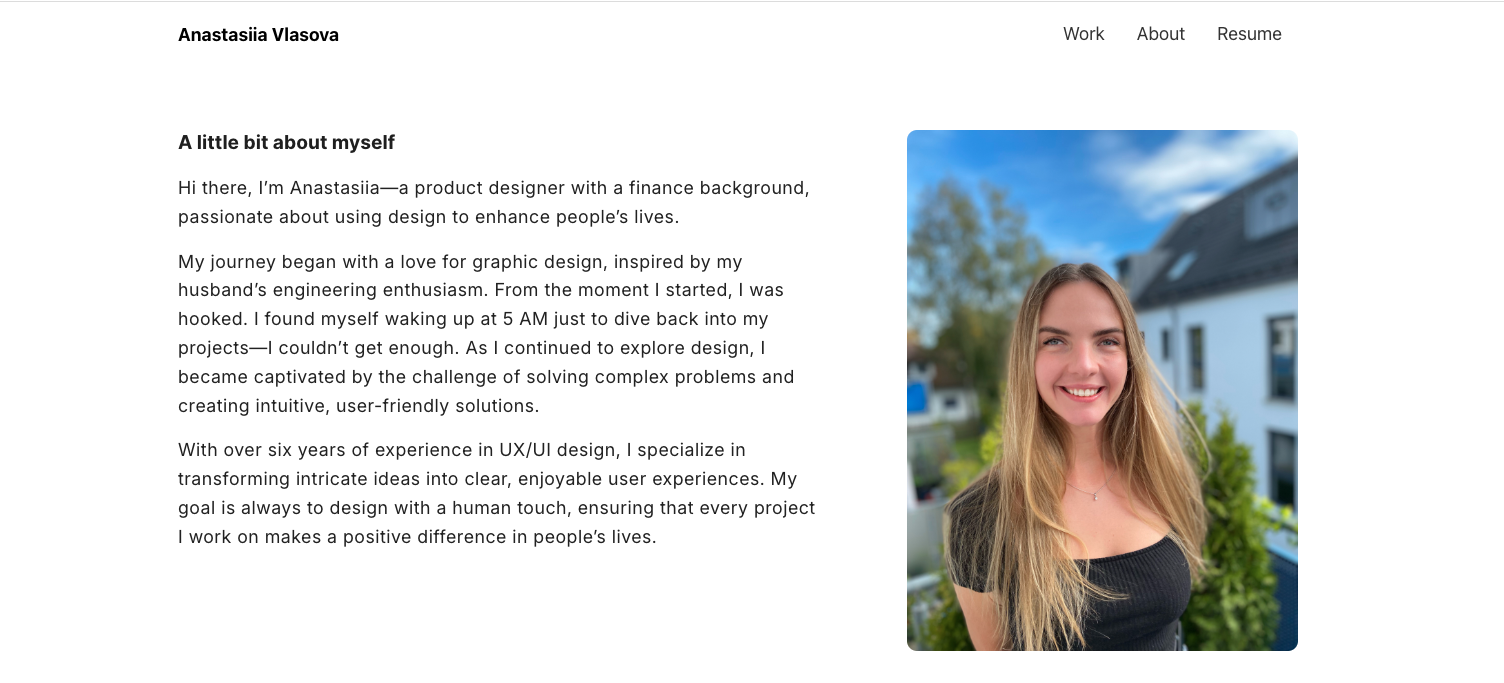 Anastasiia Vlasova
Work About Resume
A little bit about myself
Hi there, I’m Anastasiia—a product designer with a finance background,
passionate about using design to enhance people’s lives.
My journey began with a love for graphic design, inspired by my
husband’s engineering enthusiasm. From the moment I started, I was
hooked. I found myself waking up at 5 AM just to dive back into my
projects—I couldn’t get enough. As I continued to explore design, I
became captivated by the challenge of solving complex problems and
creating intuitive, user-friendly solutions.
With over six years of experience in UX/UI design, I specialize in
transforming intricate ideas into clear, enjoyable user experiences. My
goal is always to design with a human touch, ensuring that every project
I work on makes a positive difference in people’s lives.